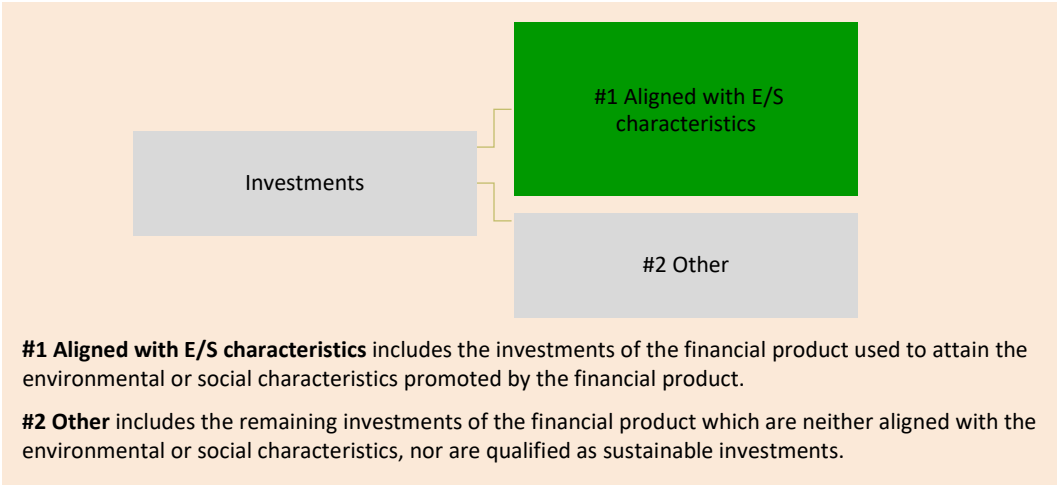 #1 Aligned with E/S
characteristics
Investments
#2 Other
#1 Aligned with E/S characteristics includes the investments of the financial product used to attain the
environmental or social characteristics promoted by the financial product.
#2 Other includes the remaining investments of the financial product which are neither aligned with the
environmental or social characteristics, nor are qualified as sustainable investments.